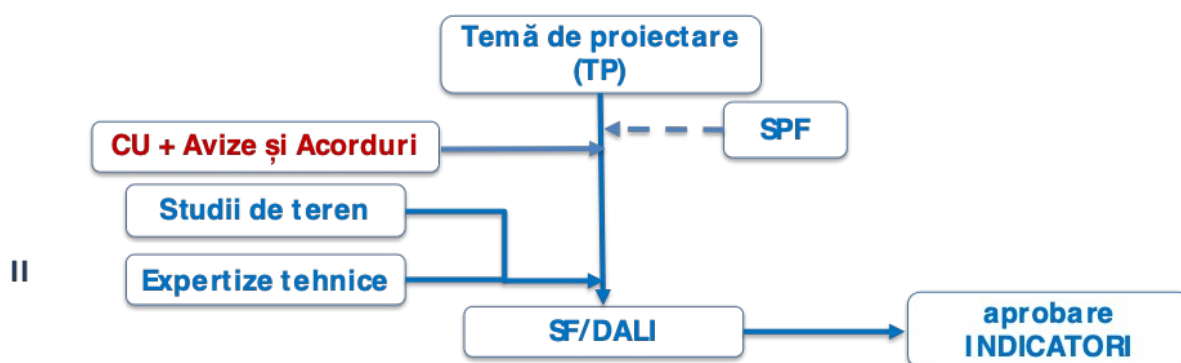 Temă de proiectare
(TP)
SPF
CU + Avize și Acorduri
Studii de teren
II
Expertize tehnice
SF/DALI
aprobare
INDICATORI